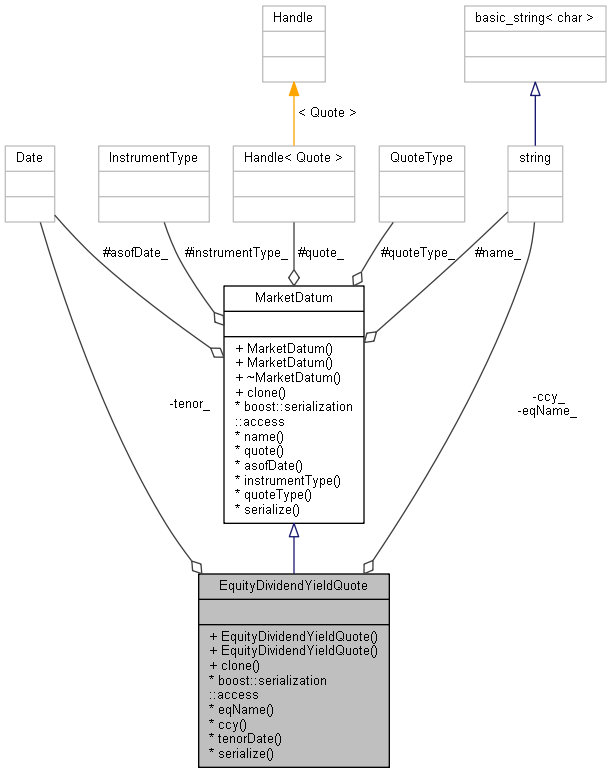 Handle
basic_string< char >
< Quote >
Date
InstrumentType
Handle< Quote >
QuoteType
string
#asofDate_
#instrumentType_
#quote_
#quoteType_
#name_
MarketDatum
+ MarketDatum()
+ MarketDatum()
+ ~MarketDatum()
+ clone()
* boost::serialization
::access
* name()
* quote()
* asofDate()
* instrumentType()
* quoteType()
* serialize()
-tenor_
-ccy_
-eqName_
EquityDividendYieldQuote
+ EquityDividendYieldQuote()
+ EquityDividendYieldQuote()
+ clone()
* boost::serialization
::access
* eqName()
* ccy()
* tenorDate()
* serialize()